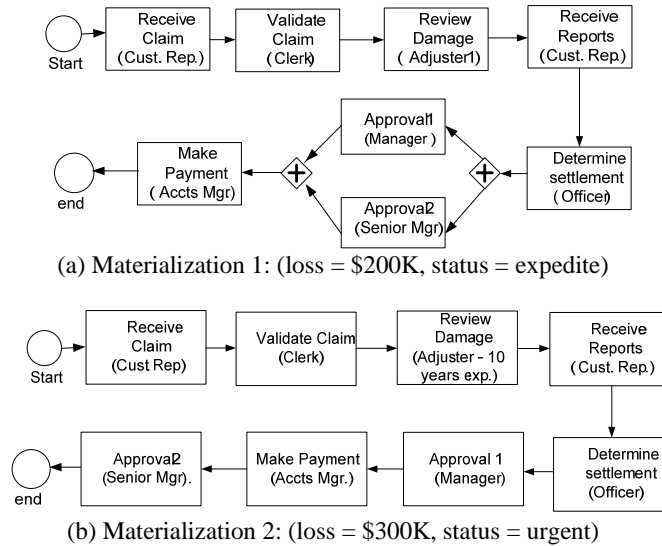 Start
Receive
Claim
(Cust. Rep.)
Validate
Claim
(Clerk)
Review
Damage
( Adjuster1)
Receive
Reports
(Cust. Rep.)
Determine
settlement
(Officer)
Approval1
(Manager )
Approval2
(Senior Mgr)
Make
Payment
( Accts Mgr)
end
(a) Materialization 1: (loss = $200K, status = expedite)
Start
Receive
Claim
(Cust Rep)
Validate Claim
(Clerk)
Review
Damage
(Adjuster – 10
years exp.)
Receive
Reports
(Cust. Rep.)
Determine
settlement
(Officer)
Approval 1
(Manager)
Make Payment
(Accts Mgr.)
Approval2
(Senior Mgr).
end
(b) Materialization 2: (loss = $300K, status = urgent)